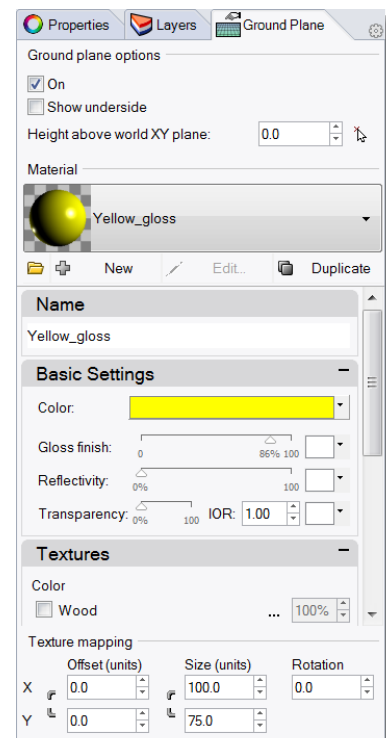 Properties Layers Ground Plane
Ground plane options
On
Show underside
Height above world XY plane: 0.0
Material
Yellow_gloss
New Edit... Duplicate
Name
Yellow_gloss
Basic Settings
Color:
Gloss finish: 0 86% 100
Reflectivity: 0% 100
Transparency: 0% 100 IOR: 1.00
Textures
Color
Wood ... 100%
Texture mapping
Offset (units) Size (units) Rotation
X 0.0 100.0 0.0
Y 0.0 75.0